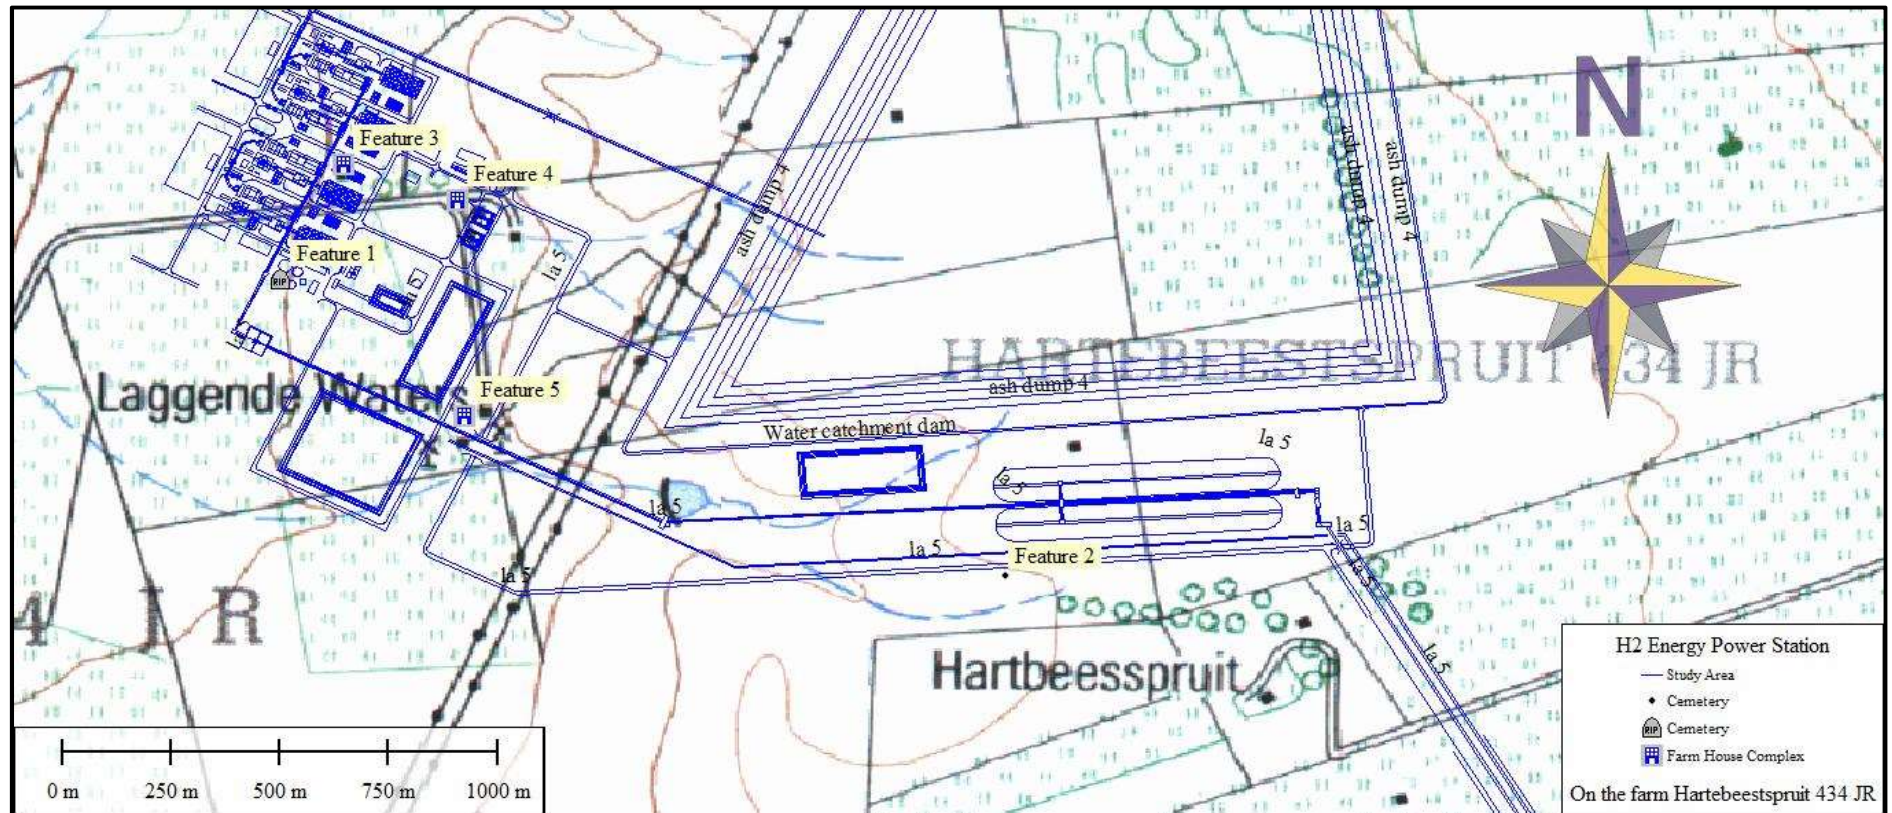 N
Feature 3
Feature 4
ash dump 4
ash dump 4
ash dump 4
Feature 1
RIP
la 5
HARTEBEESTSPRUIT 434 JR
ash dump 4
Laggende Waters
Feature 5
Water catchment dam
la 5
la 5
la 5
la 5
la 5
Feature 2
la 5
la 5
4 J R
la 5
Hartbeesspruit
H2 Energy Power Station
Study Area
Cemetery
RIP Cemetery
Farm House Complex
On the farm Hartebeestspruit 434 JR
0 m 250 m 500 m 750 m 1000 m